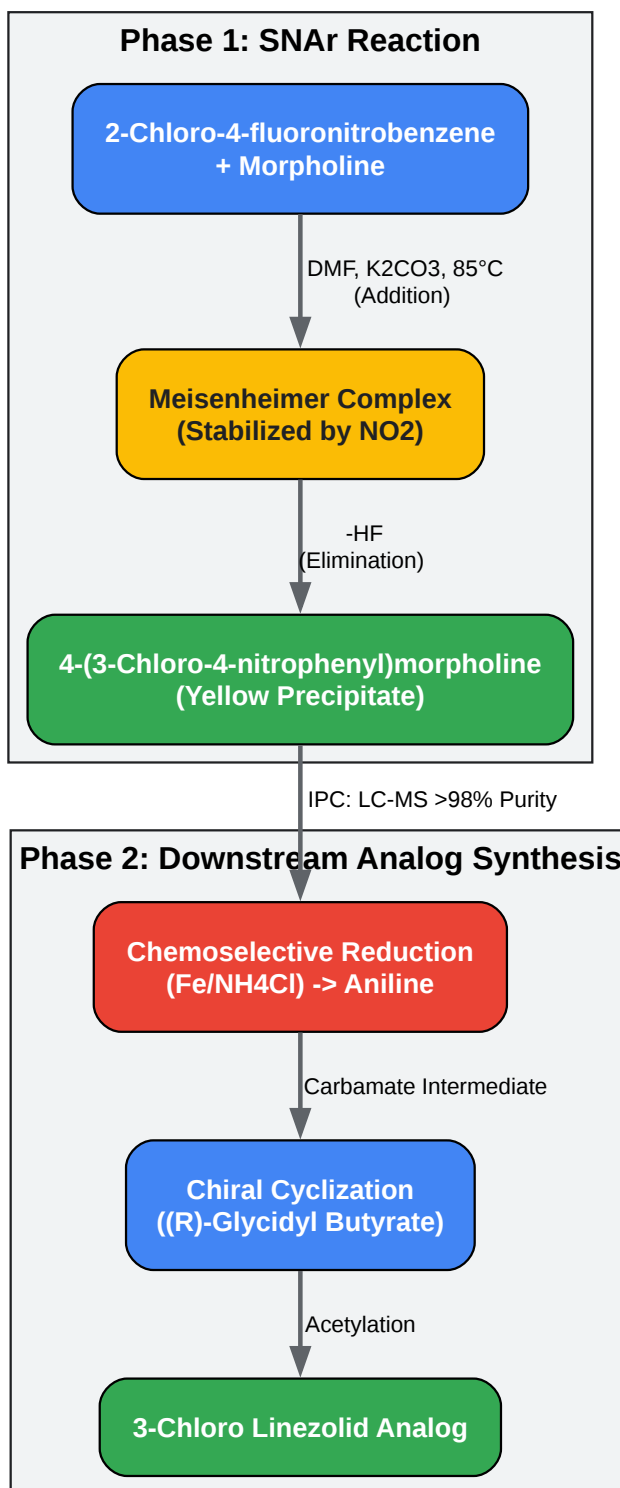 Phase 1: SNAr Reaction
2-Chloro-4-fluoronitrobenzene
+ Morpholine
DMF, K2CO3, 85°C
(Addition)
Meisenheimer Complex
(Stabilized by NO2)
-HF
(Elimination)
4-(3-Chloro-4-nitrophenyl)morpholine
(Yellow Precipitate)
IPC: LC-MS >98% Purity
Phase 2: Downstream Analog Synthesis
Chemoselective Reduction
(Fe/NH4Cl) -> Aniline
Carbamate Intermediate
Chiral Cyclization
((R)-Glycidyl Butyrate)
Acetylation
3-Chloro Linezolid Analog